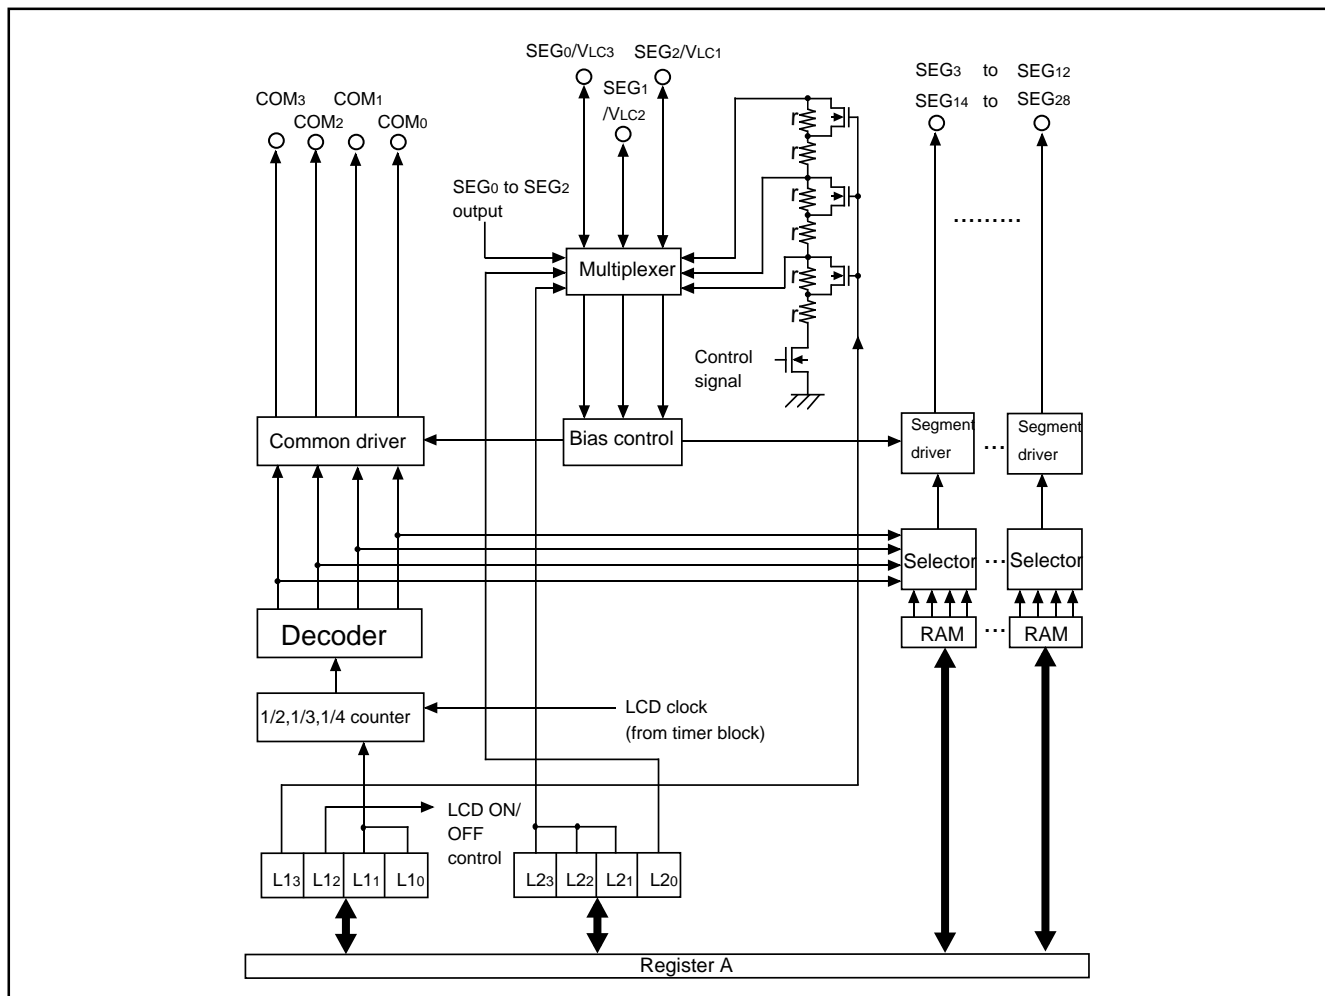 SEG0/VLC3 SEG2/VLC1
SEG1
/VLC2
SEG3 to SEG12
SEG14 to SEG28
COM3 COM1
COM2 COM0
r
r
r
r
r
r
SEG0 to SEG2
output
Multiplexer
.........
Control
signal
Common driver
Bias control
Segment
driver
...
Segment
driver
Selector ... Selector
Decoder
RAM ... RAM
1/2,1/3,1/4 counter
LCD clock
(from timer block)
LCD ON/
OFF
control
L13 L12 L11 L10
L23 L22 L21 L20
Register A